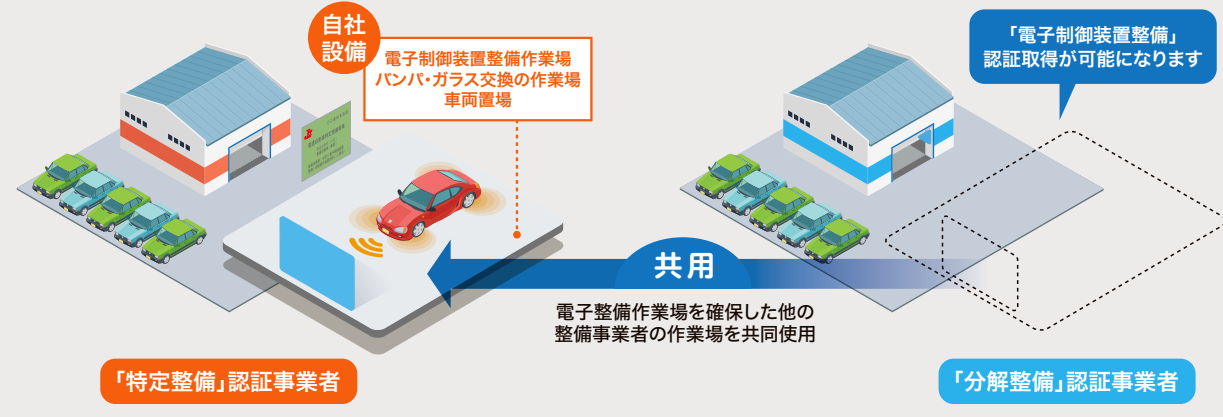 自社
設備
電子制御装置整備作業場
バンパ・ガラス交換の作業場
車両置場
「電子制御装置整備」
認証取得が可能になります
共用
電子整備作業場を確保した他の
整備事業者の作業場を共同使用
「特定整備」認証事業者
「分解整備」認証事業者